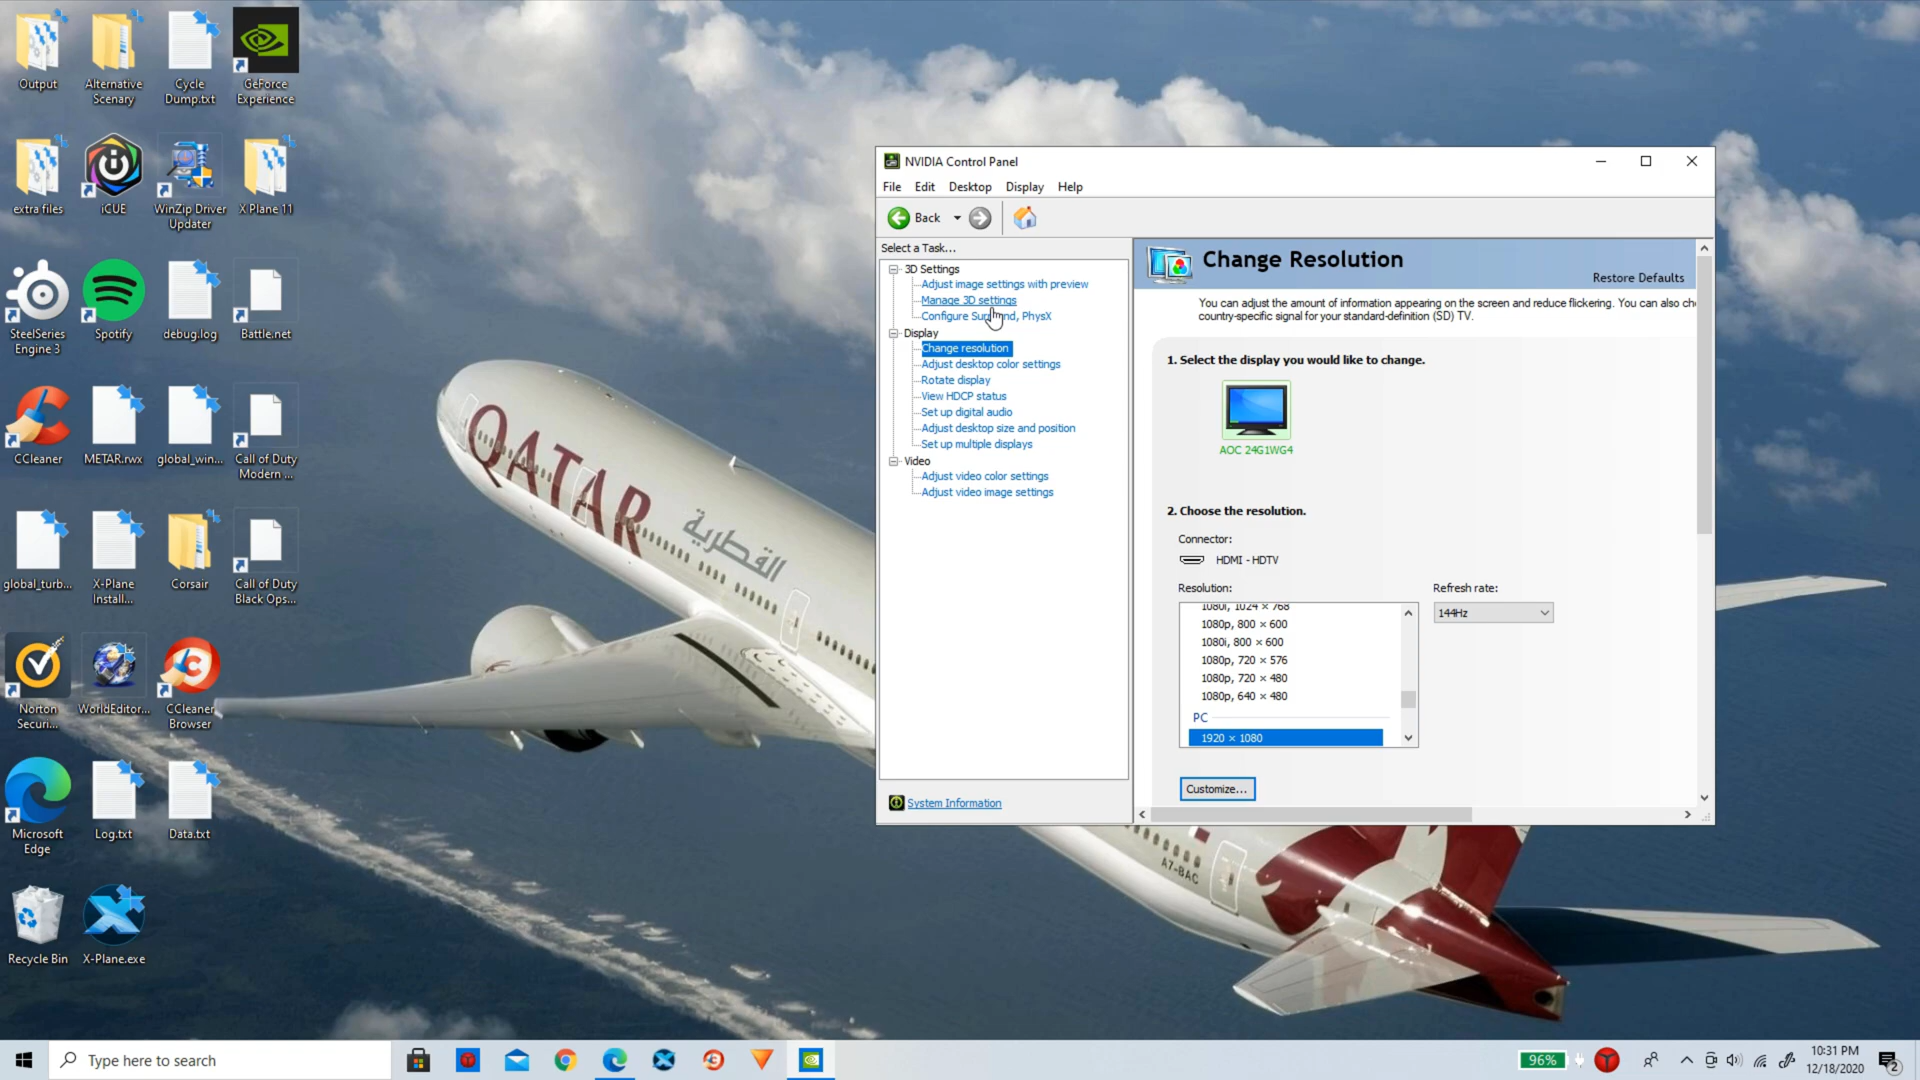 Output
Alternative
Scenary
Cycle
Dump.txt
GeForce
Experience
extra files
iCUE
WinZip Driver
Updater
X Plane 11
SteelSeries
Engine 3
Spotify
debug.log
Battle.net
CCleaner
METAR.rwx
global_win...
Call of Duty
Modern ...
global_turb...
X-Plane
Install...
Corsair
Call of Duty
Black Ops...
Norton
Securi...
WorldEditor...
CCleaner
Browser
Microsoft
Edge
Log.txt
Data.txt
Recycle Bin
X-Plane.exe
QATAR
القطرية
A7-BAC
NVIDIA Control Panel
File Edit Desktop Display Help
Back
Select a Task...
3D Settings
Adjust image settings with preview
Manage 3D settings
Configure Surround, PhysX
Display
Change resolution
Adjust desktop color settings
Rotate display
View HDCP status
Set up digital audio
Adjust desktop size and position
Set up multiple displays
Video
Adjust video color settings
Adjust video image settings
System Information
Change Resolution
Restore Defaults
You can adjust the amount of information appearing on the screen and reduce flickering. You can also ch
country-specific signal for your standard-definition (SD) TV.
1. Select the display you would like to change.
AOC 24G1WG4
2. Choose the resolution.
Connector:
HDMI - HDTV
Resolution:
Refresh rate:
1080i, 1024 × 768
144Hz
1080p, 800 × 600
1080i, 800 × 600
1080p, 720 × 576
1080p, 720 × 480
1080p, 640 × 480
PC
1920 × 1080
Customize...
Type here to search
96%
10:31 PM
12/18/2020
2